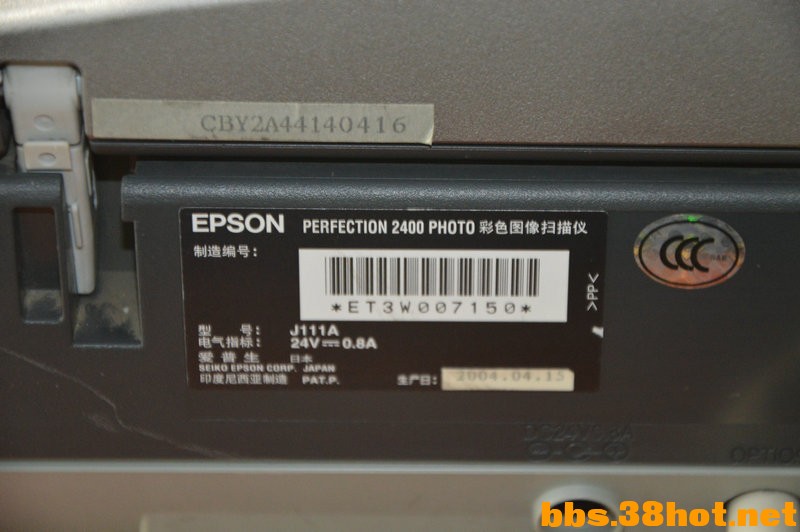 CBY2A44140416
EPSON PERFECTION 2400 PHOTO 彩色图像扫描仪
制造编号:
*ET3W007150*
>PP<
CCC
型 号: J111A
电气指标: 24V⎓0.8A
爱普生 日本
SEIKO EPSON CORP. JAPAN
印度尼西亚制造 PAT.P.
生产日: 2004.04.15
OPTIO
bbs.38hot.net